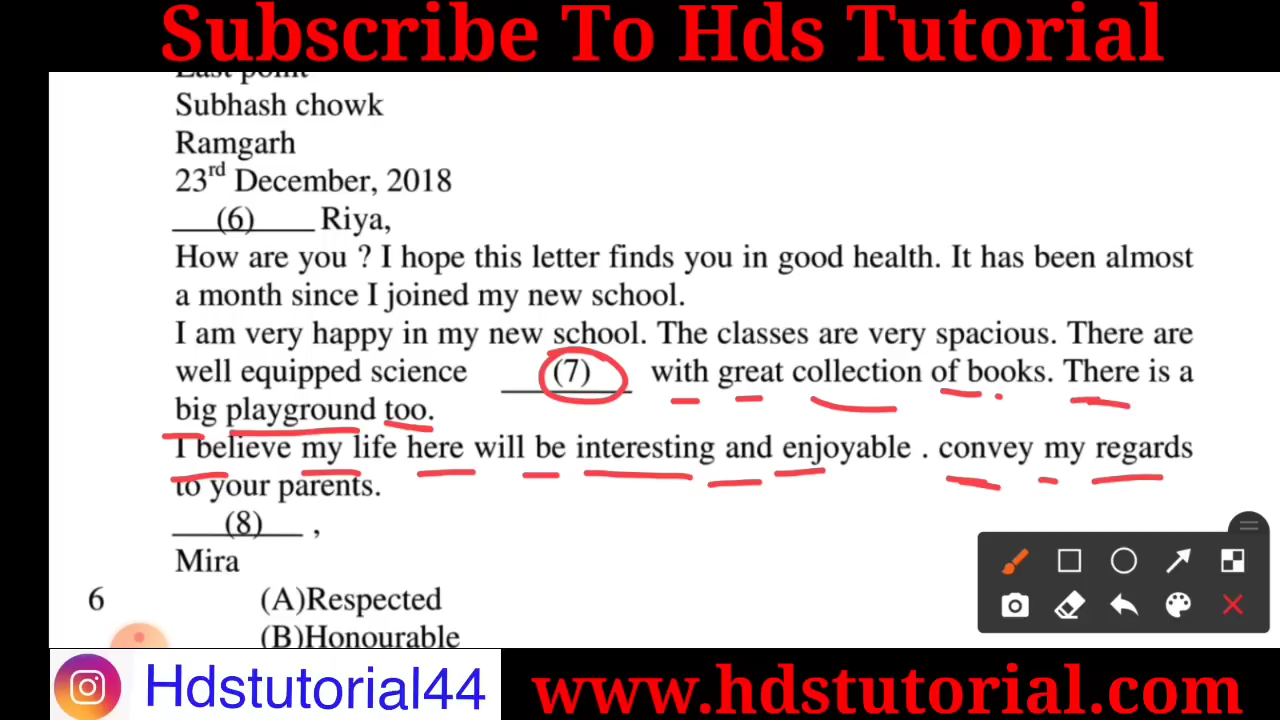 Subscribe To Hds Tutorial
East point
Subhash chowk
Ramgarh
23rd December, 2018
(6) Riya,
How are you ? I hope this letter finds you in good health. It has been almost
a month since I joined my new school.
I am very happy in my new school. The classes are very spacious. There are
well equipped science (7) with great collection of books. There is a
big playground too.
I believe my life here will be interesting and enjoyable . convey my regards
to your parents.
(8) ,
Mira
6 (A)Respected
(B)Honourable
Hdstutorial44
www.hdstutorial.com